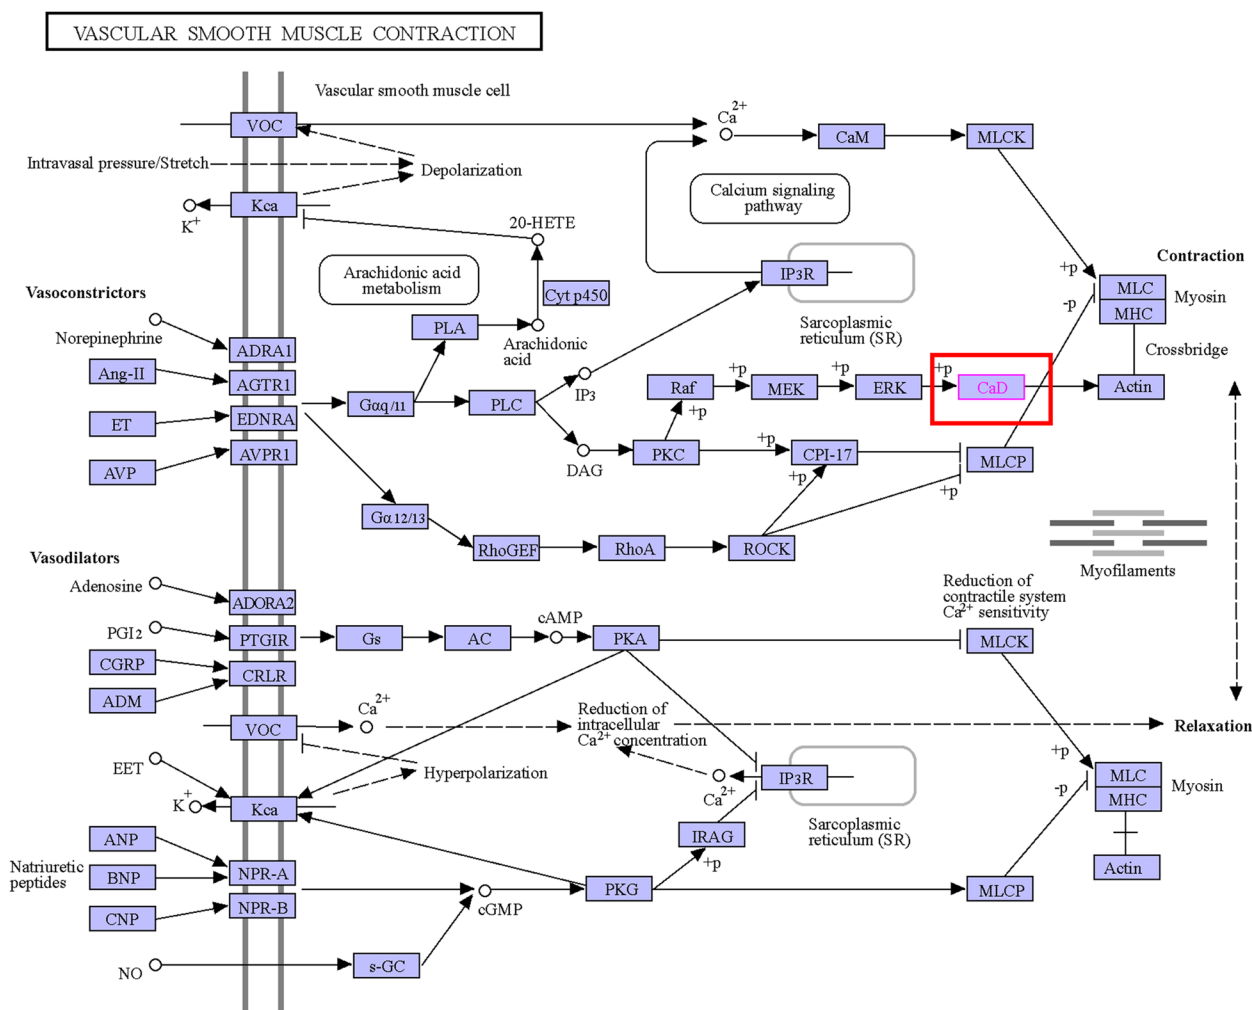 VASCULAR SMOOTH MUSCLE CONTRACTION
Vascular smooth muscle cell
VOC
Ca2+
CaM
MLCK
Intravasal pressure/Stretch
Depolarization
Kca
K+
20-HETE
Calcium signaling
pathway
Arachidonic acid
metabolism
Cyt p450
IP3R
Sarcoplasmic
reticulum (SR)
+p
-p
Contraction
MLC
MHC
Myosin
Crossbridge
Actin
Vasoconstrictors
Norepinephrine
ADRA1
Ang-II
AGTR1
ET
EDNRA
AVP
AVPR1
PLA
Arachidonic
acid
Gαq/11
PLC
IP3
DAG
Raf
+p
MEK
+p
ERK
+p
CaD
+p
PKC
+p
CPI-17
MLCP
+p
+p
Gα12/13
RhoGEF
RhoA
ROCK
Myofilaments
Vasodilators
Adenosine
ADORA2
PGI2
PTGIR
CGRP
CRLR
ADM
Gs
AC
cAMP
PKA
Reduction of
contractile system
Ca2+ sensitivity
MLCK
VOC
Ca2+
Reduction of
intracellular
Ca2+ concentration
Relaxation
EET
Hyperpolarization
K+
Kca
Ca2+
IP3R
Sarcoplasmic
reticulum (SR)
+p
-p
MLC
MHC
Myosin
Actin
IRAG
+p
Natriuretic
peptides
ANP
BNP
CNP
NPR-A
NPR-B
cGMP
PKG
MLCP
NO
s-GC